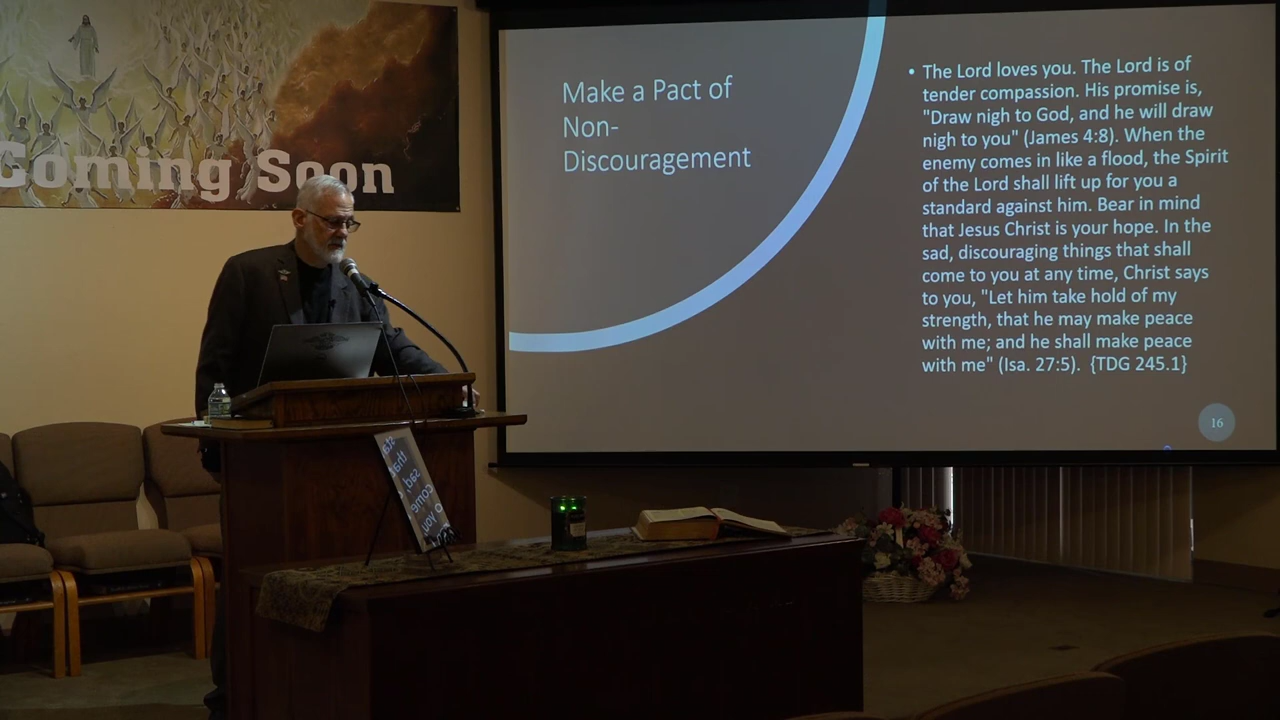 Coming Soon
Make a Pact of
Non-
Discouragement
• The Lord loves you. The Lord is of
tender compassion. His promise is,
"Draw nigh to God, and he will draw
nigh to you" (James 4:8). When the
enemy comes in like a flood, the Spirit
of the Lord shall lift up for you a
standard against him. Bear in mind
that Jesus Christ is your hope. In the
sad, discouraging things that shall
come to you at any time, Christ says
to you, "Let him take hold of my
strength, that he may make peace
with me; and he shall make peace
with me" (Isa. 27:5). {TDG 245.1}
16